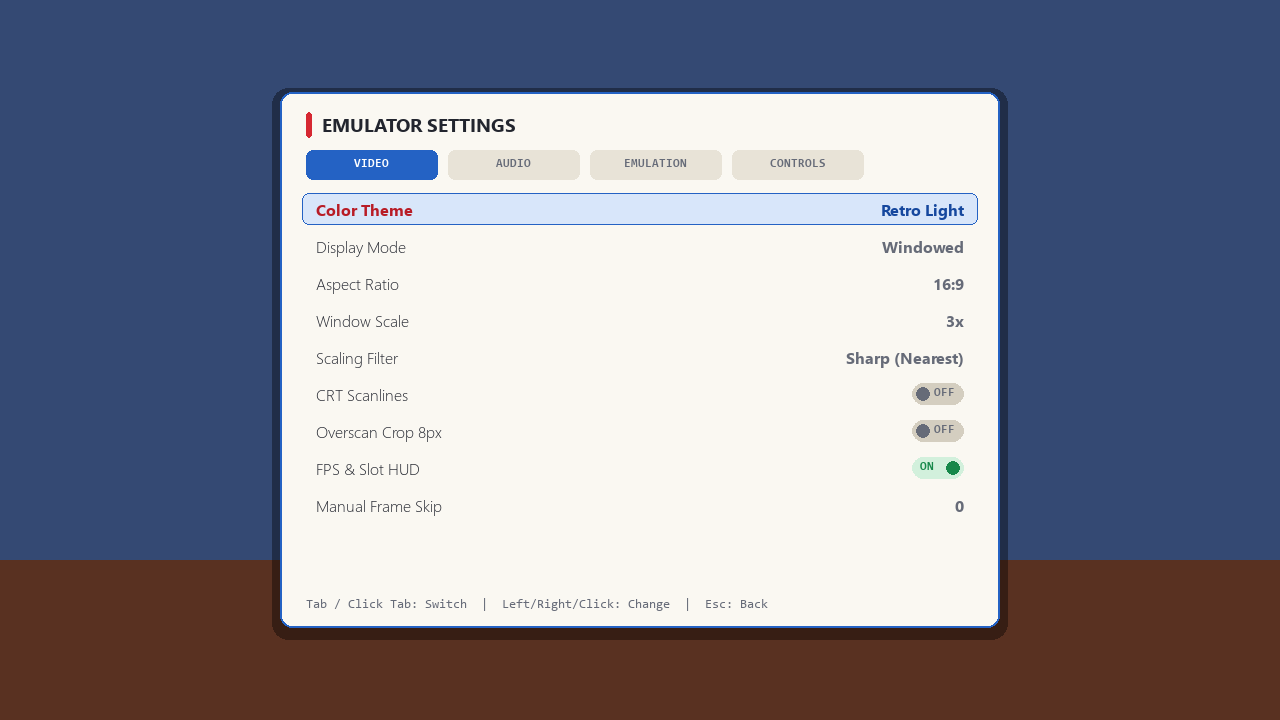 EMULATOR SETTINGS
VIDEO AUDIO EMULATION CONTROLS
Color Theme Retro Light
Display Mode Windowed
Aspect Ratio 16:9
Window Scale 3x
Scaling Filter Sharp (Nearest)
CRT Scanlines OFF
Overscan Crop 8px OFF
FPS & Slot HUD ON
Manual Frame Skip 0
Tab / Click Tab: Switch | Left/Right/Click: Change | Esc: Back